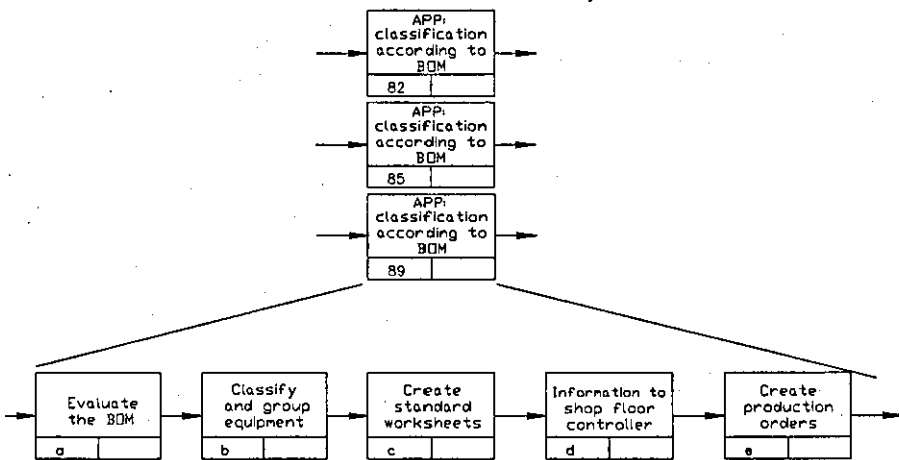 APP:
classification
according to
BOM
82
APP:
classification
according to
BOM
85
APP:
classification
according to
BOM
89
Evaluate
the BOM
a
Classify
and group
equipment
b
Create
standard
worksheets
c
Information to
shop floor
controller
d
Create
production
orders
e